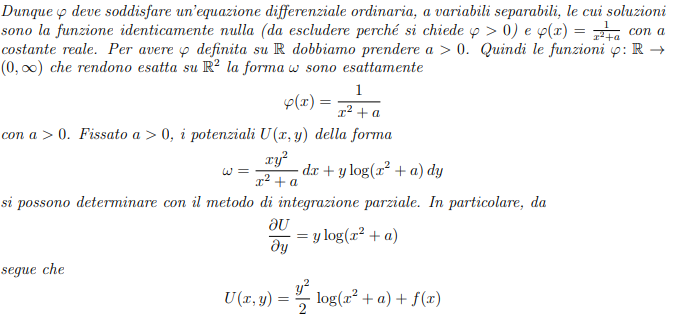 Dunque φ deve soddisfare un'equazione differenziale ordinaria, a variabili separabili, le cui soluzioni
sono la funzione identicamente nulla (da escludere perché si chiede φ > 0) e φ(x) = 1/(x²+a) con a
costante reale. Per avere φ definita su ℝ dobbiamo prendere a > 0. Quindi le funzioni φ: ℝ →
(0, ∞) che rendono esatta su ℝ² la forma ω sono esattamente
φ(x) = 1/(x² + a)
con a > 0. Fissato a > 0, i potenziali U(x, y) della forma
ω = xy²/(x² + a) dx + y log(x² + a) dy
si possono determinare con il metodo di integrazione parziale. In particolare, da
∂U/∂y = y log(x² + a)
segue che
U(x, y) = y²/2 log(x² + a) + f(x)